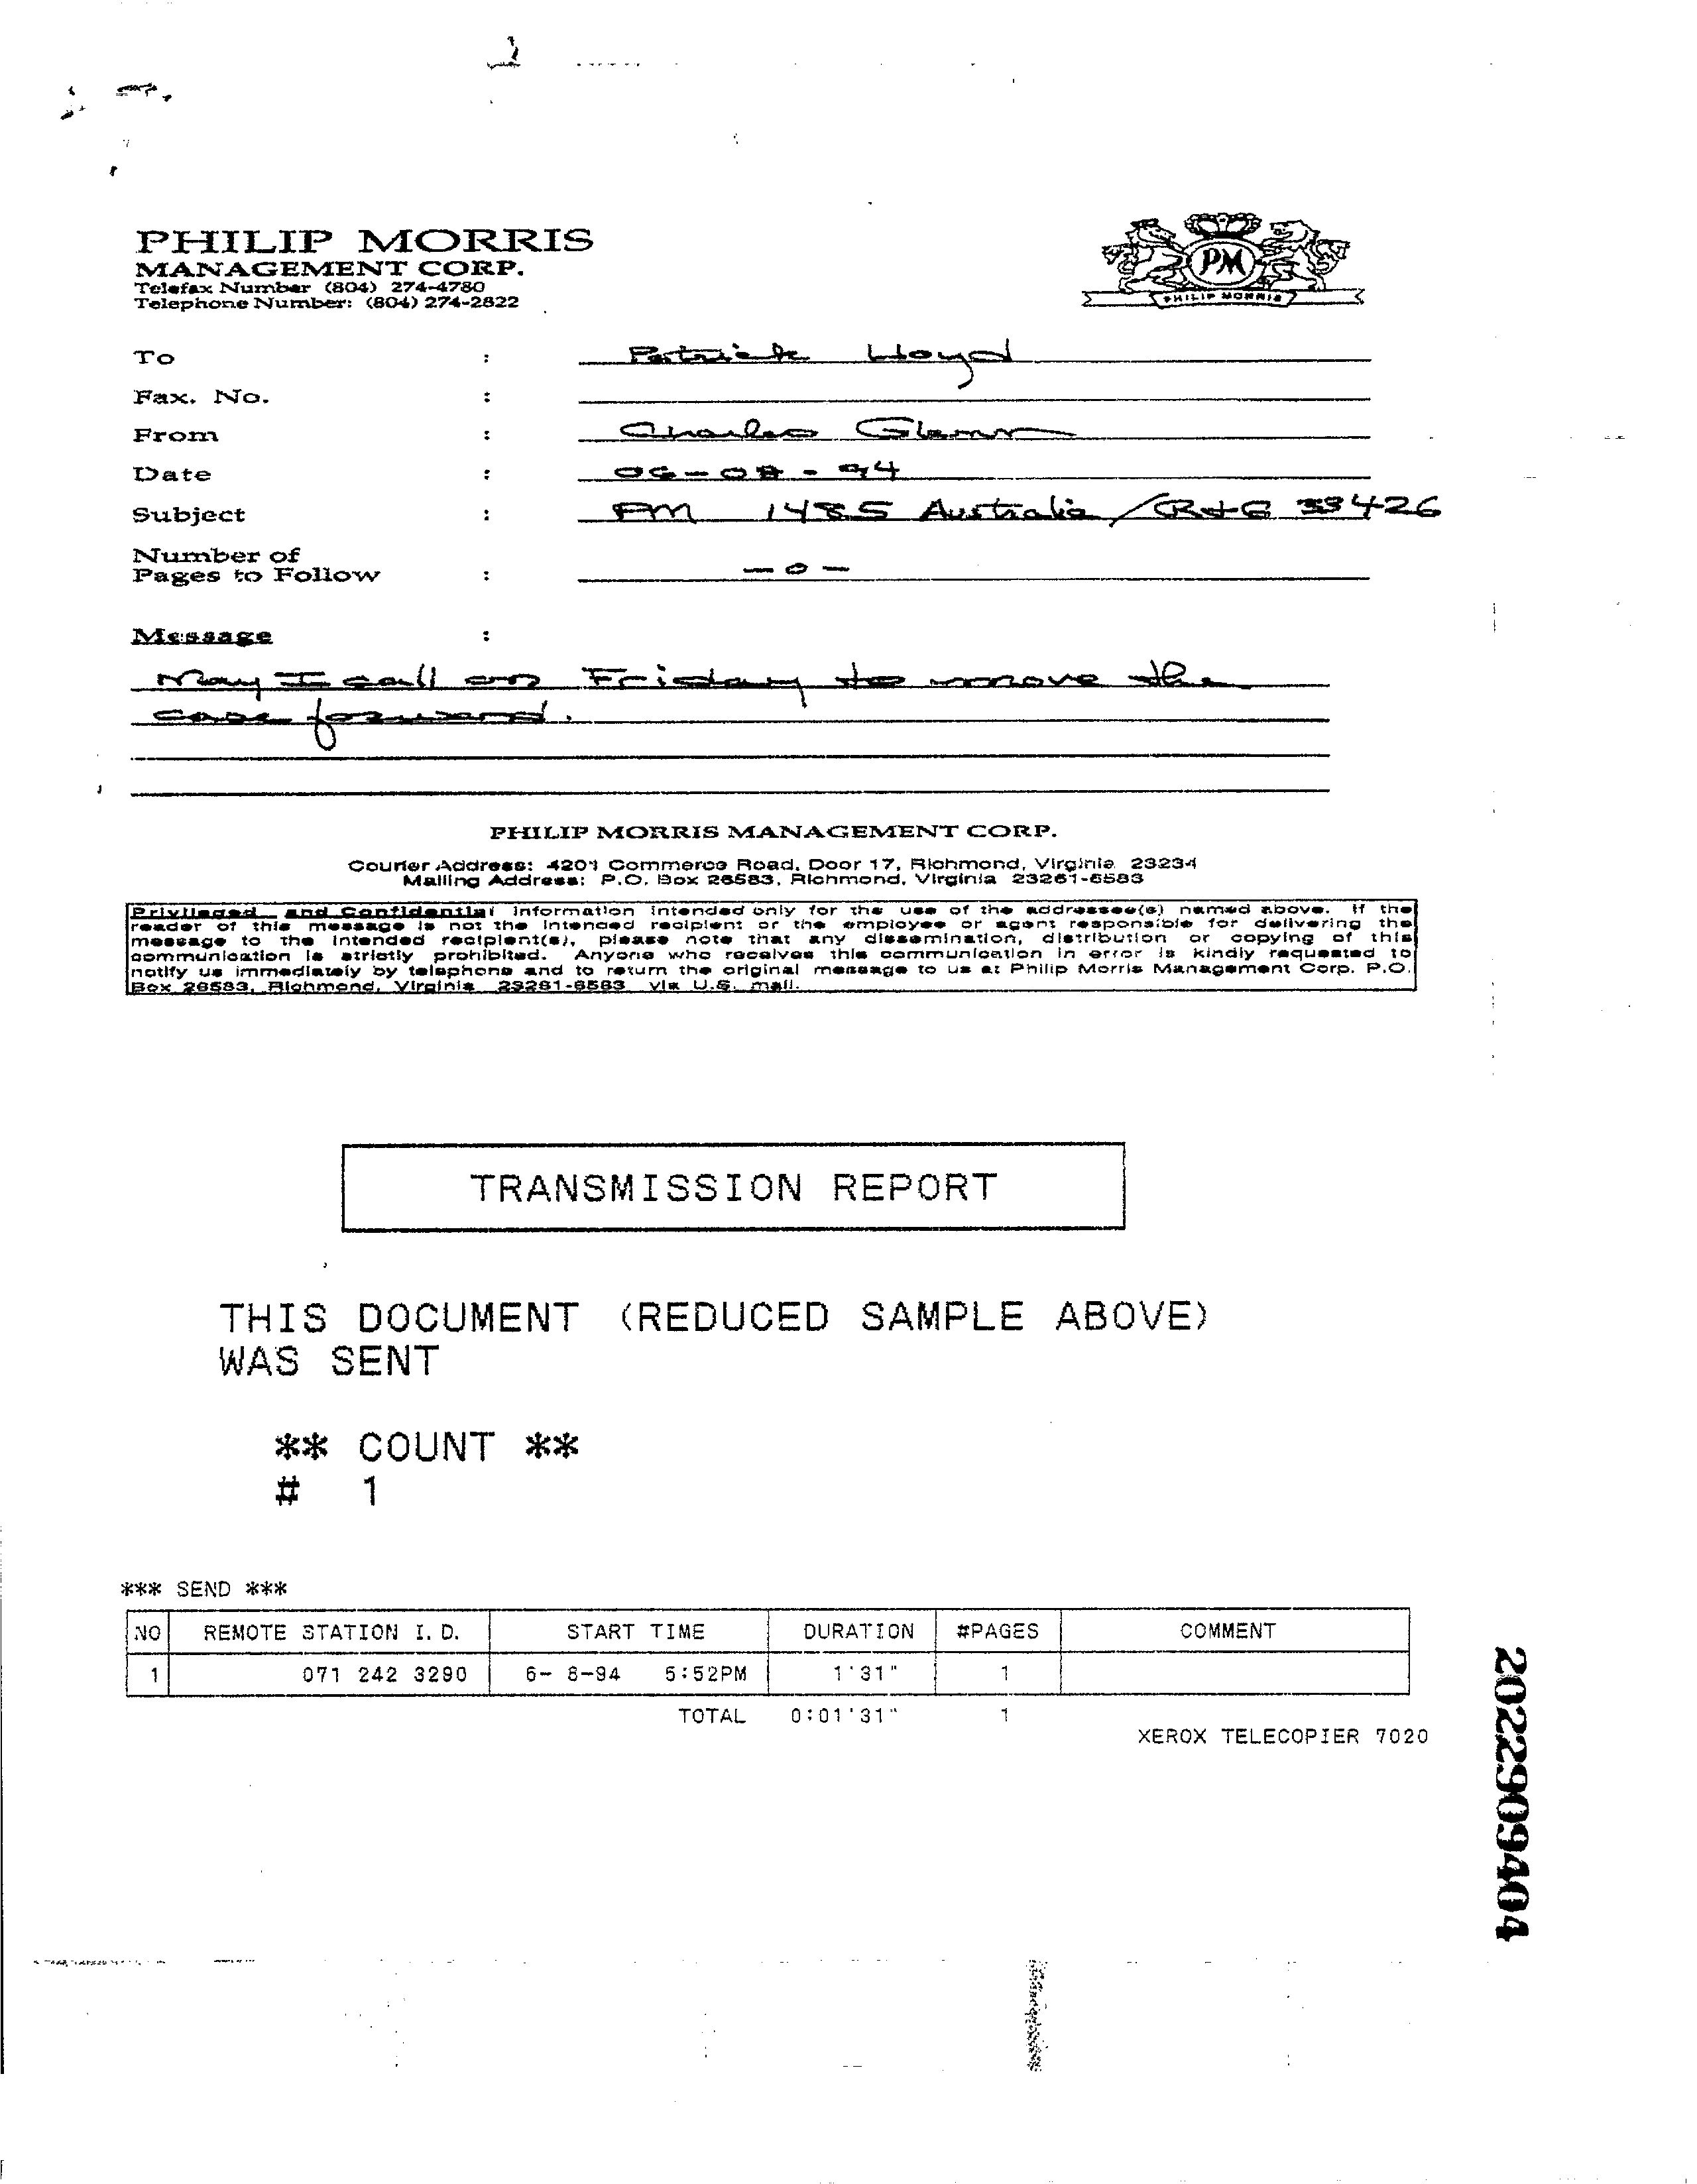 PHILIP MORRIS
MANAGEMENT CORP.
Telefax Number (804) 274-4780
Telephone Number: (804) 274-2822
PM
PHILIP MORRIS
To : Patrick Lloyd
Fax. No. :
From : Charles Glenn
Date : 06-08-94
Subject : PM 1485 Australia / R+G 33426
Number of
Pages to Follow : -0-
Message :
May I call on Friday to move the
case forward.
PHILIP MORRIS MANAGEMENT CORP.
Courier Address: 4201 Commerce Road, Door 17, Richmond, Virginia 23234
Mailing Address: P.O. Box 26583, Richmond, Virginia 23261-6583
Privileged and Confidential information intended only for the use of the addressee(s) named above. If the
reader of this message is not the intended recipient or the employee or agent responsible for delivering the
message to the intended recipient(s), please note that any dissemination, distribution or copying of this
communication is strictly prohibited. Anyone who receives this communication in error is kindly requested to
notify us immediately by telephone and to return the original message to us at Philip Morris Management Corp. P.O.
Box 26583, Richmond, Virginia 23261-6583 via U.S. mail.
TRANSMISSION REPORT
THIS DOCUMENT (REDUCED SAMPLE ABOVE)
WAS SENT
** COUNT **
# 1
*** SEND ***
NO REMOTE STATION I.D. START TIME DURATION #PAGES COMMENT
1 071 242 3290 6- 8-94 5:52PM 1'31" 1
TOTAL 0:01'31" 1
XEROX TELECOPIER 7020
2022909404